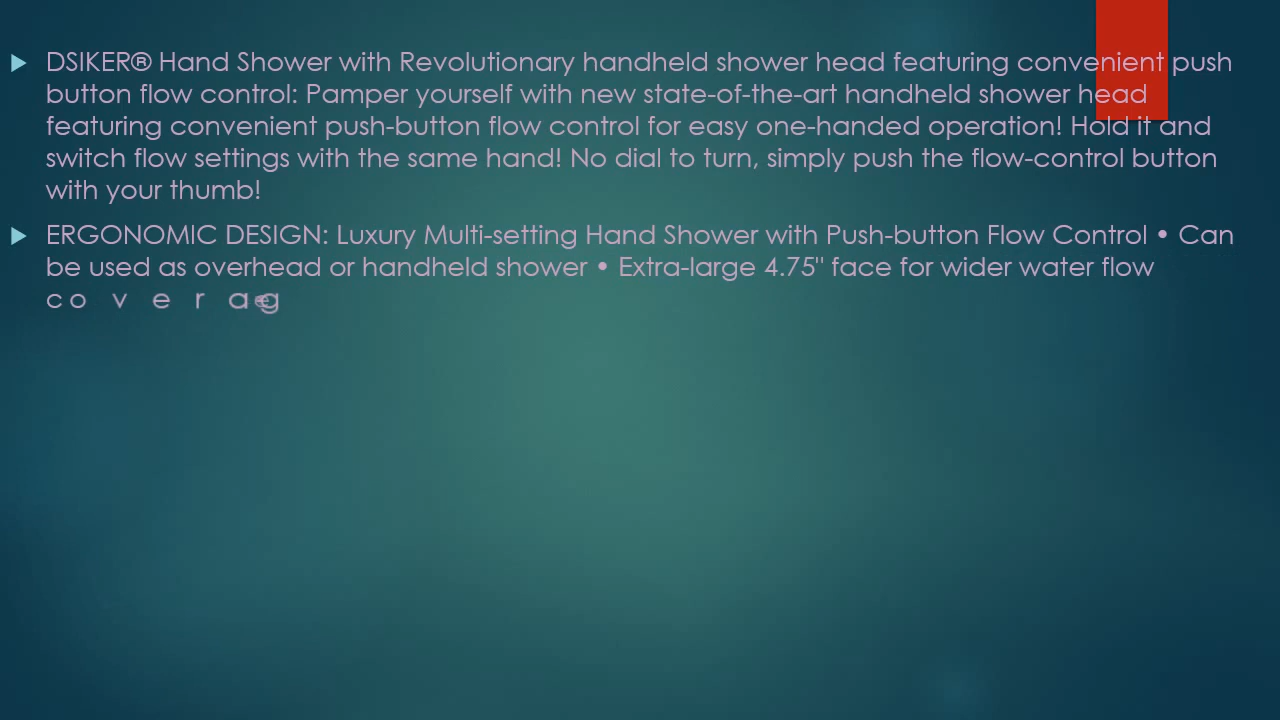 DSIKER® Hand Shower with Revolutionary handheld shower head featuring convenient push
button flow control: Pamper yourself with new state-of-the-art handheld shower head
featuring convenient push-button flow control for easy one-handed operation! Hold it and
switch flow settings with the same hand! No dial to turn, simply push the flow-control button
with your thumb!
ERGONOMIC DESIGN: Luxury Multi-setting Hand Shower with Push-button Flow Control • Can
be used as overhead or handheld shower • Extra-large 4.75" face for wider water flow
coverage